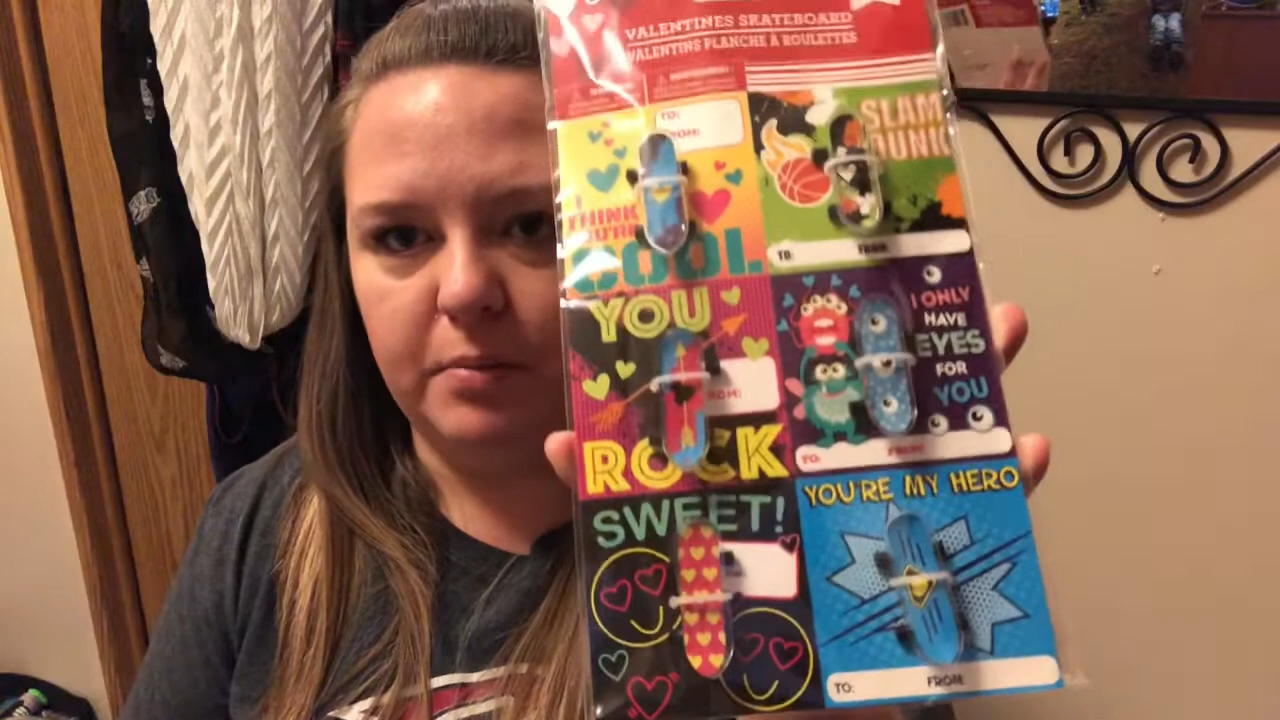 VALENTINES SKATEBOARD
VALENTINS PLANCHE À ROULETTES
TO:
FROM:
I
THINK
YOU'RE
COOL
SLAM
DUNK
TO:
FROM:
YOU
ROM:
ROCK
I ONLY
HAVE
EYES
FOR
YOU
TO:
FROM:
SWEET!
YOU'RE MY HERO
TO:
FROM